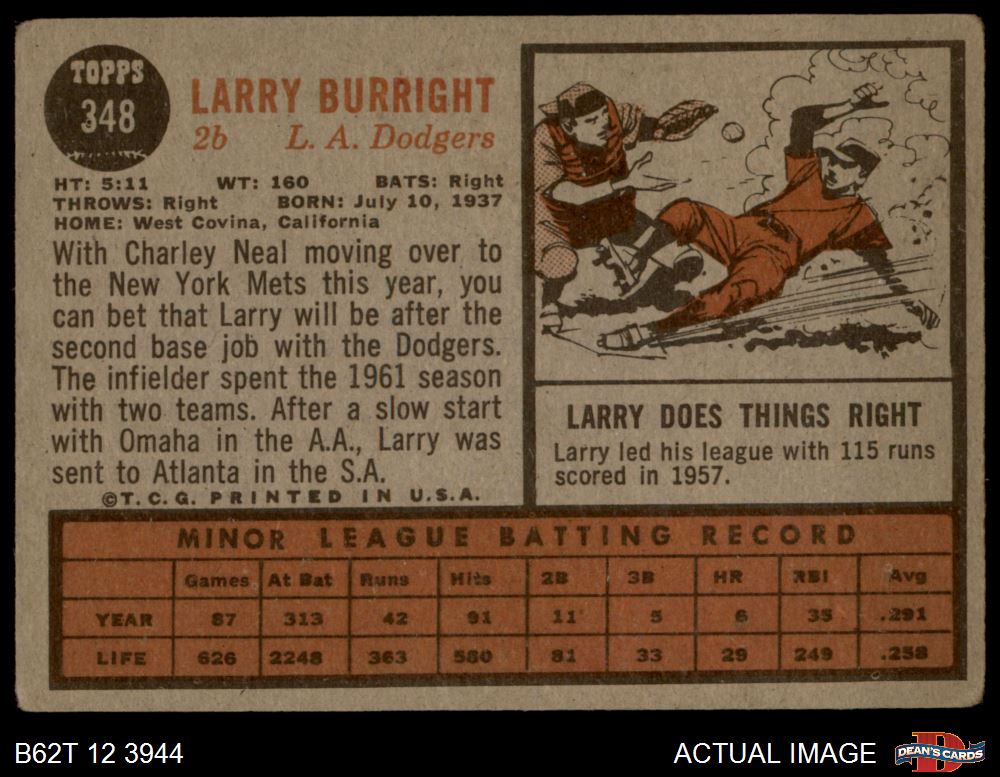 TOPPS
348
LARRY BURRIGHT
2b L. A. Dodgers
HT: 5:11 WT: 160 BATS: Right
THROWS: Right BORN: July 10, 1937
HOME: West Covina, California
With Charley Neal moving over to
the New York Mets this year, you
can bet that Larry will be after the
second base job with the Dodgers.
The infielder spent the 1961 season
with two teams. After a slow start
with Omaha in the A.A., Larry was
sent to Atlanta in the S.A.
©T.C.G. PRINTED IN U.S.A.
LARRY DOES THINGS RIGHT
Larry led his league with 115 runs
scored in 1957.
MINOR LEAGUE BATTING RECORD
Games At Bat Runs Hits 2B 3B HR RBI Avg
YEAR 87 313 42 91 11 5 6 35 .291
LIFE 626 2248 363 580 81 33 29 249 .258
B62T 12 3944
ACTUAL IMAGE
DEAN'S CARDS